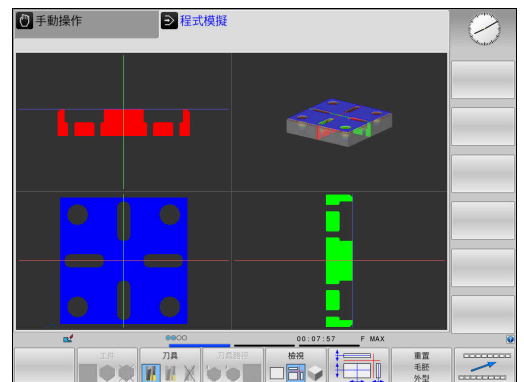 手動操作
程式模擬
00:07:57 F MAX
工件 刀具 刀具路徑 檢視 重置
毛胚
外型